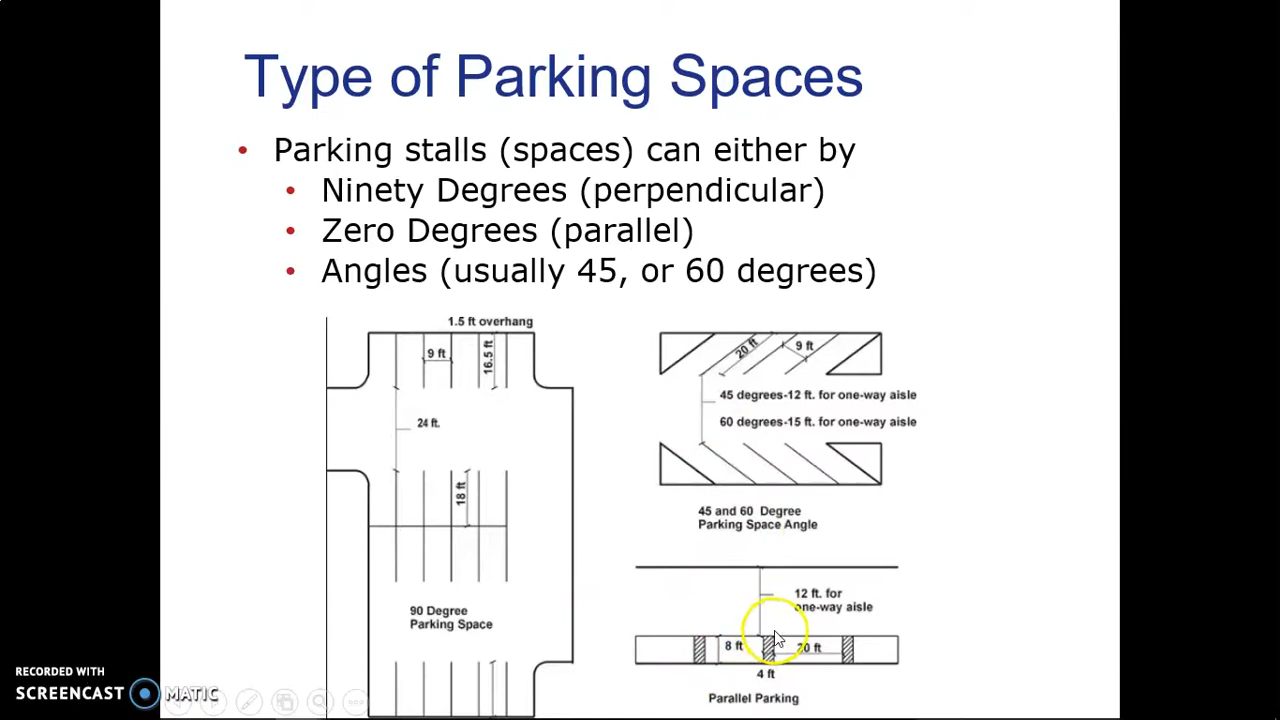 Type of Parking Spaces
• Parking stalls (spaces) can either by
• Ninety Degrees (perpendicular)
• Zero Degrees (parallel)
• Angles (usually 45, or 60 degrees)
1.5 ft overhang
9 ft
16.5 ft
24 ft.
18 ft
90 Degree
Parking Space
20 ft
9 ft
45 degrees-12 ft. for one-way aisle
60 degrees-15 ft. for one-way aisle
45 and 60 Degree
Parking Space Angle
12 ft. for
one-way aisle
8 ft
20 ft
4 ft
Parallel Parking
RECORDED WITH
SCREENCAST MATIC